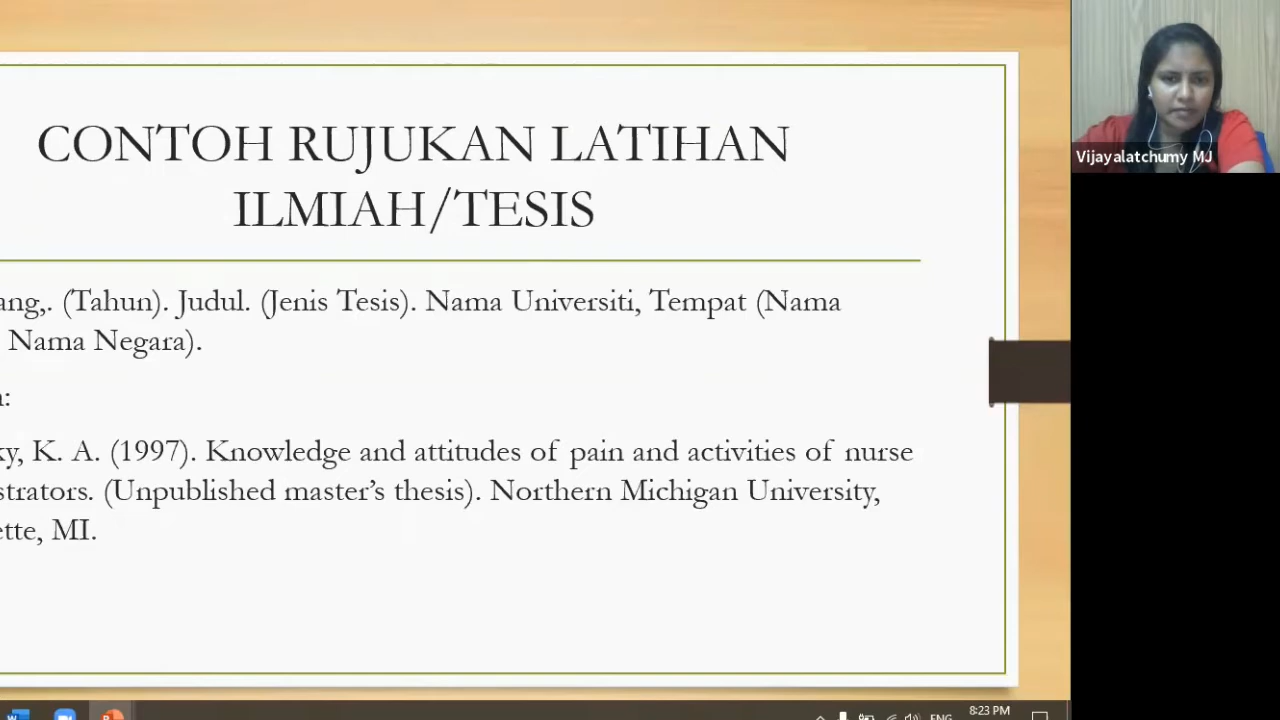 CONTOH RUJUKAN LATIHAN
ILMIAH/TESIS
ang,. (Tahun). Judul. (Jenis Tesis). Nama Universiti, Tempat (Nama
Nama Negara).
n:
ky, K. A. (1997). Knowledge and attitudes of pain and activities of nurse
strators. (Unpublished master's thesis). Northern Michigan University,
ette, MI.
Vijayalatchumy MJ
ENG
8:23 PM